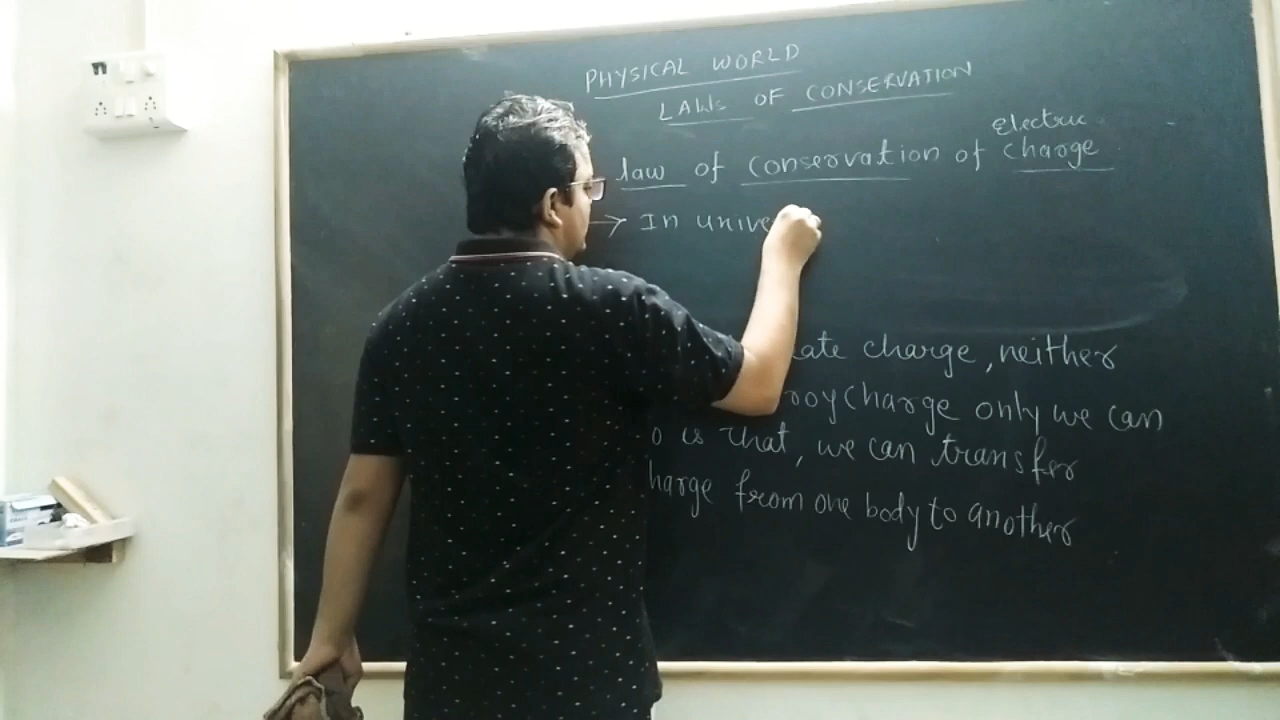 PHYSICAL WORLD
LAWS OF CONSERVATION
Electric
law of conservation of charge
→ In unive
ate charge, neither
roy charge only we can
o is that, we can transfer
harge from one body to another